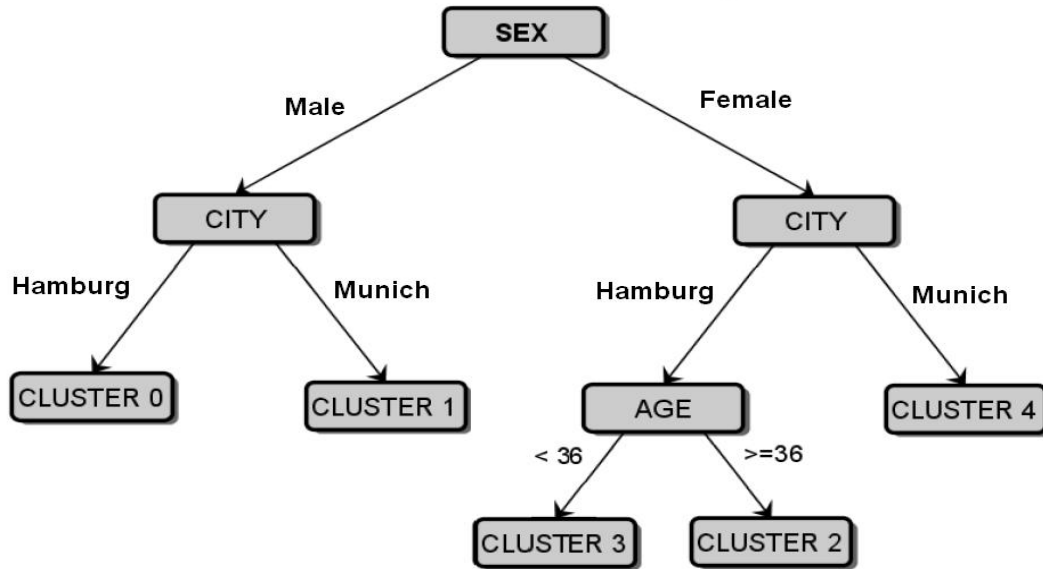 SEX
Male
Female
CITY
CITY
Hamburg
Munich
Hamburg
Munich
CLUSTER 0
CLUSTER 1
AGE
CLUSTER 4
< 36
>=36
CLUSTER 3
CLUSTER 2